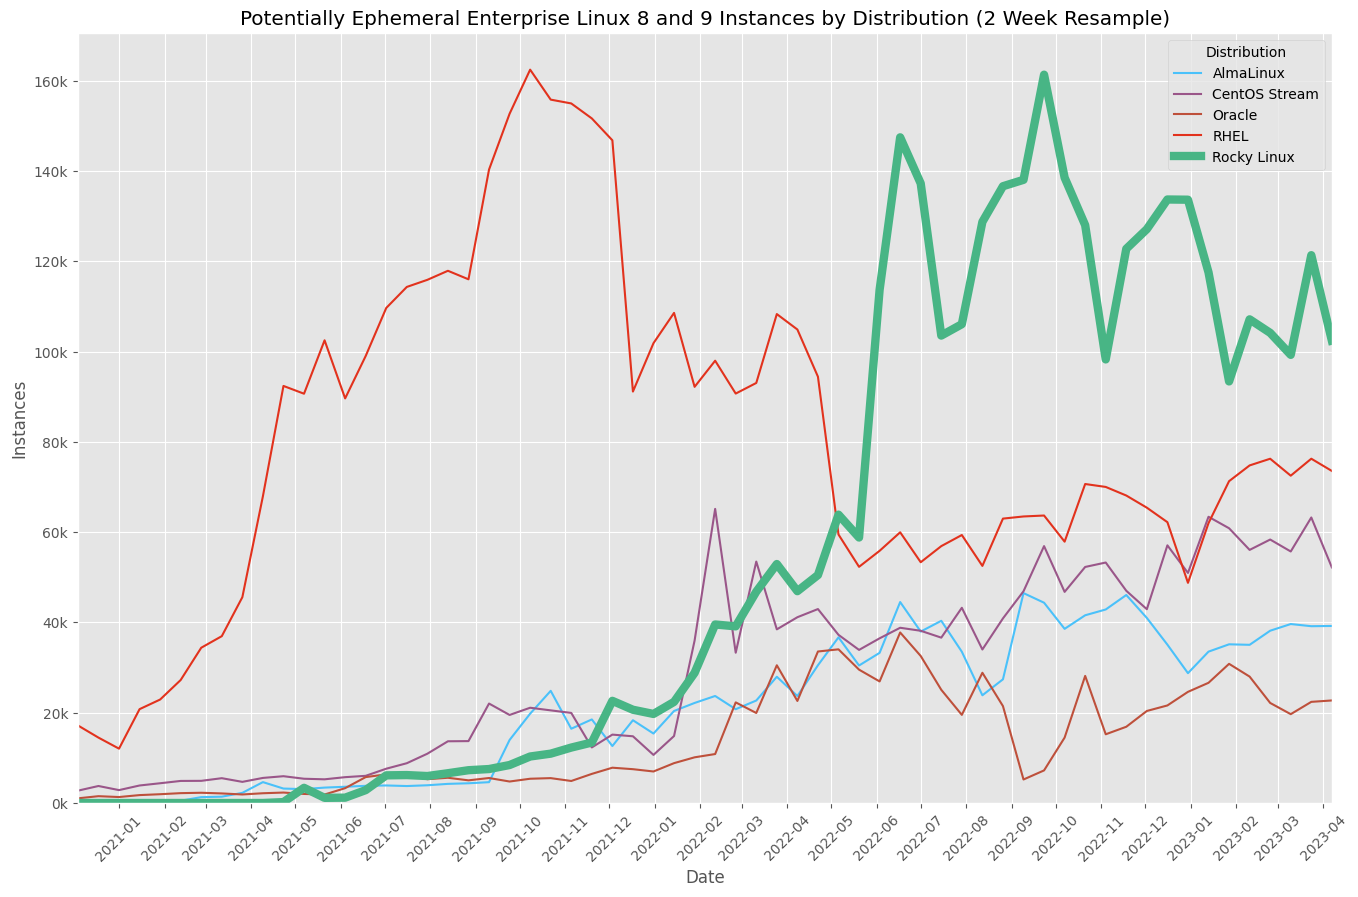 Potentially Ephemeral Enterprise Linux 8 and 9 Instances by Distribution (2 Week Resample)
Distribution
AlmaLinux
CentOS Stream
Oracle
RHEL
Rocky Linux
Instances
160k
140k
120k
100k
80k
60k
40k
20k
0k
2021-01
2021-02
2021-03
2021-04
2021-05
2021-06
2021-07
2021-08
2021-09
2021-10
2021-11
2021-12
2022-01
2022-02
2022-03
2022-04
2022-05
2022-06
2022-07
2022-08
2022-09
2022-10
2022-11
2022-12
2023-01
2023-02
2023-03
2023-04
Date